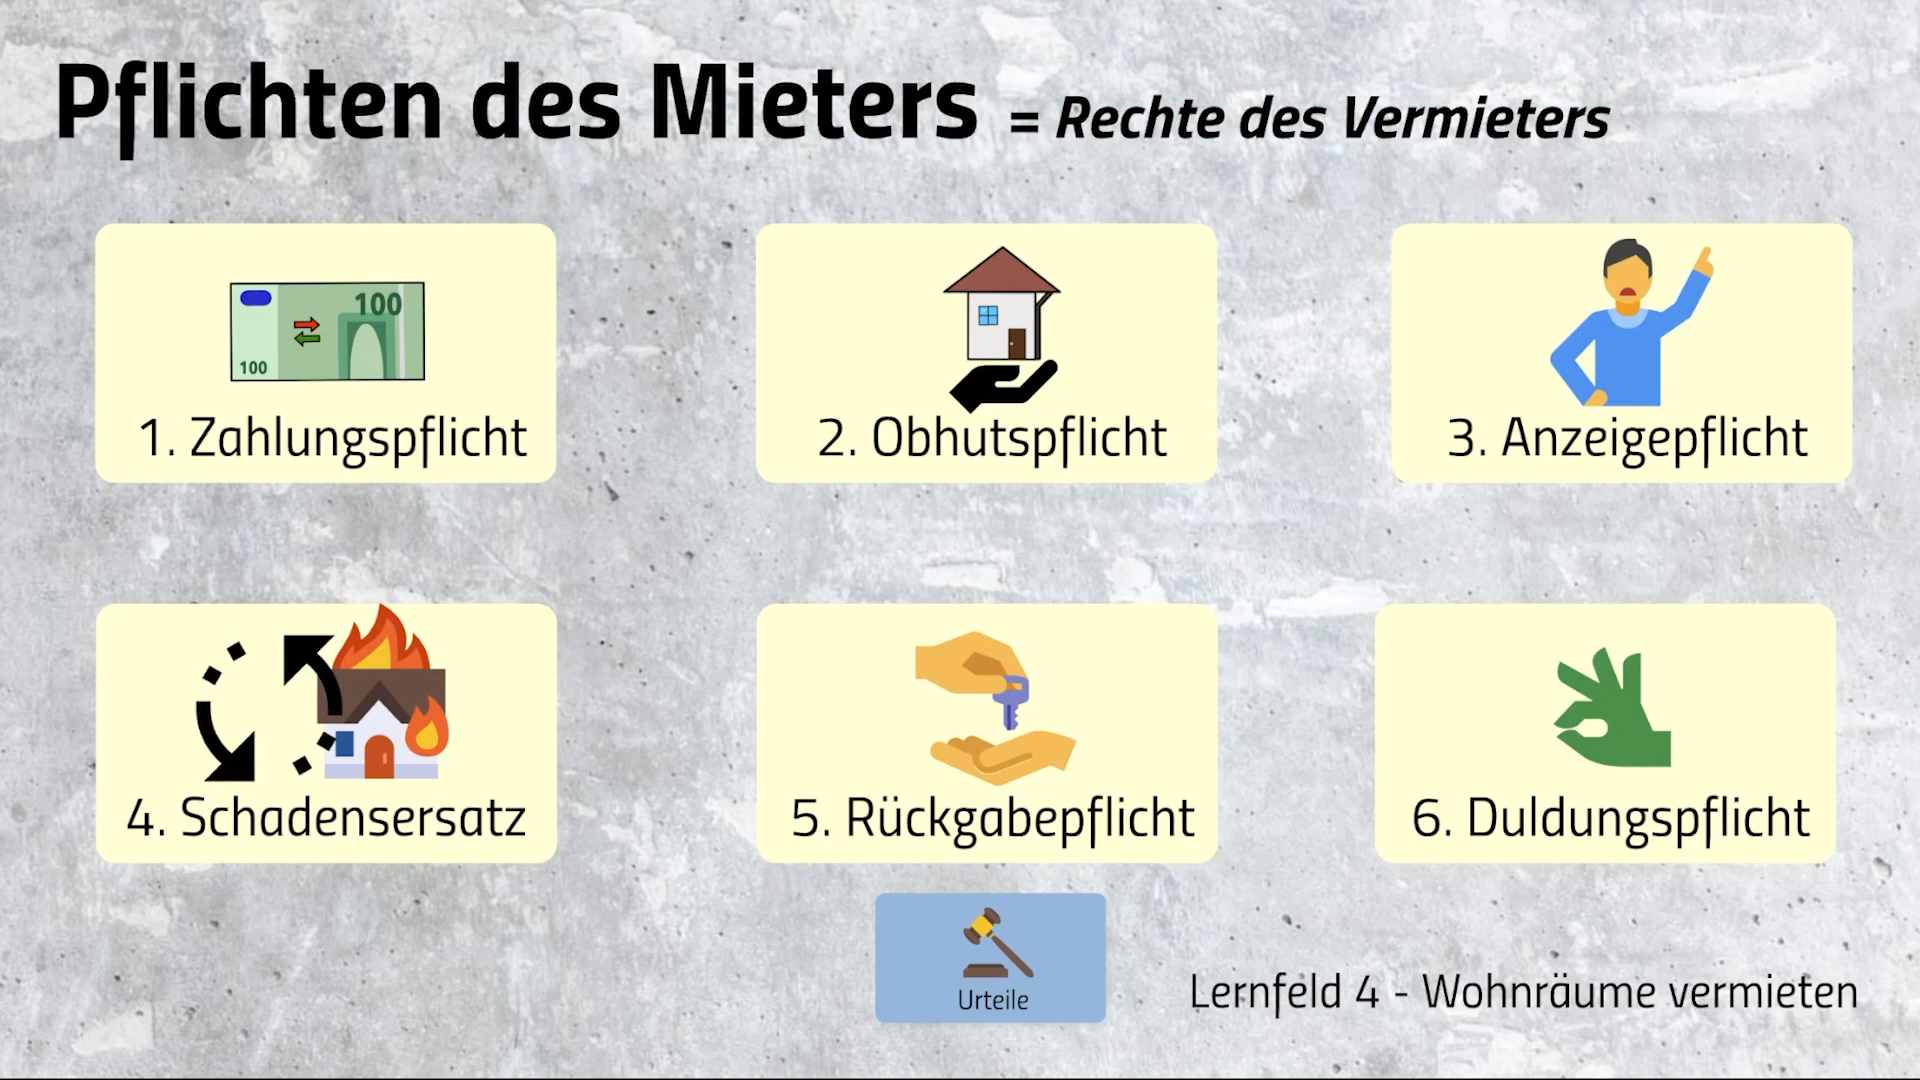 Pflichten des Mieters = Rechte des Vermieters
100
100
1. Zahlungspflicht
2. Obhutspflicht
3. Anzeigepflicht
4. Schadensersatz
5. Rückgabepflicht
6. Duldungspflicht
Urteile
Lernfeld 4 - Wohnräume vermieten